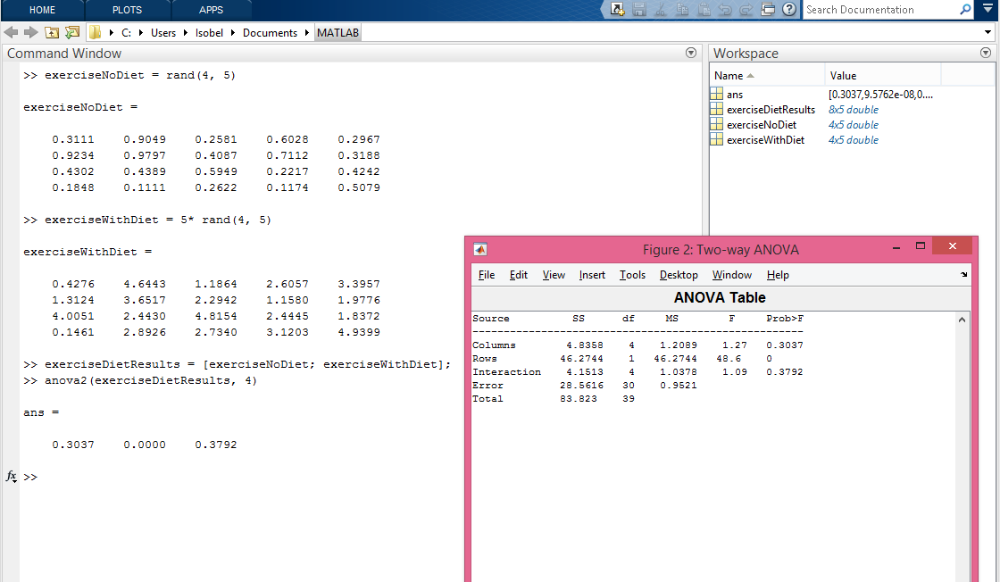 HOME PLOTS APPS
Search Documentation
C: Users Isobel Documents MATLAB
Command Window
>> exerciseNoDiet = rand(4, 5)
exerciseNoDiet =
0.3111 0.9049 0.2581 0.6028 0.2967
0.9234 0.9797 0.4087 0.7112 0.3188
0.4302 0.4389 0.5949 0.2217 0.4242
0.1848 0.1111 0.2622 0.1174 0.5079
>> exerciseWithDiet = 5* rand(4, 5)
exerciseWithDiet =
0.4276 4.6443 1.1864 2.6057 3.3957
1.3124 3.6517 2.2942 1.1580 1.9776
4.0051 2.4430 4.8154 2.4445 1.8372
0.1461 2.8926 2.7340 3.1203 4.9399
>> exerciseDietResults = [exerciseNoDiet; exerciseWithDiet];
>> anova2(exerciseDietResults, 4)
ans =
0.3037 0.0000 0.3792
fx >>
Workspace
Name Value
ans [0.3037,9.5762e-08,0....
exerciseDietResults 8x5 double
exerciseNoDiet 4x5 double
exerciseWithDiet 4x5 double
Figure 2: Two-way ANOVA
File Edit View Insert Tools Desktop Window Help
ANOVA Table
Source SS df MS F Prob>F
Columns 4.8358 4 1.2089 1.27 0.3037
Rows 46.2744 1 46.2744 48.6 0
Interaction 4.1513 4 1.0378 1.09 0.3792
Error 28.5616 30 0.9521
Total 83.823 39